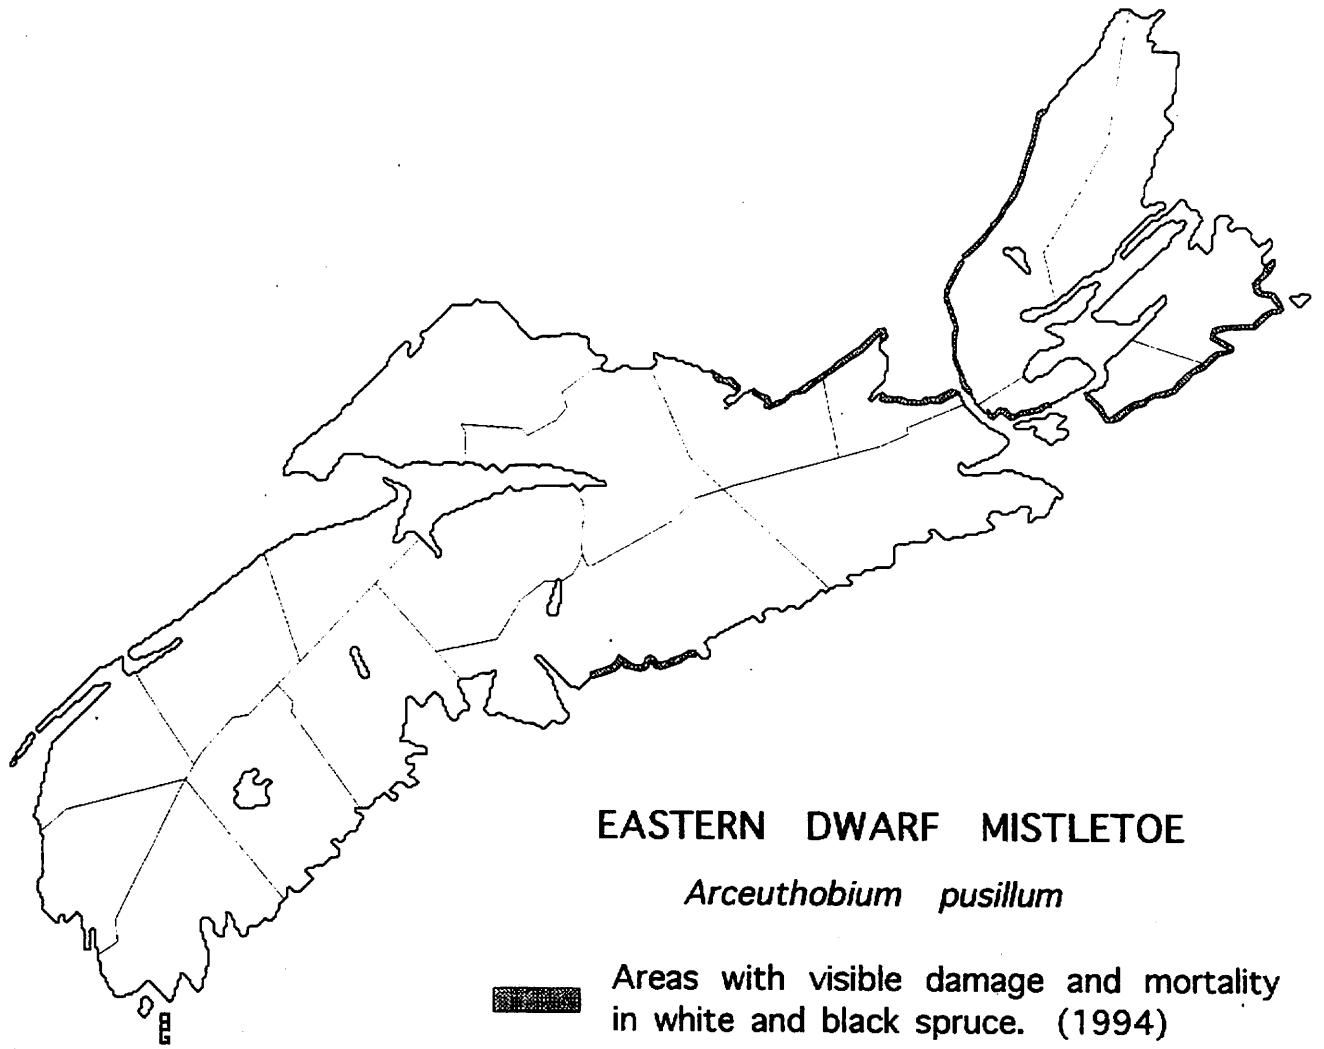 EASTERN DWARF MISTLETOE
Arceuthobium pusillum
Areas with visible damage and mortality
in white and black spruce. (1994)